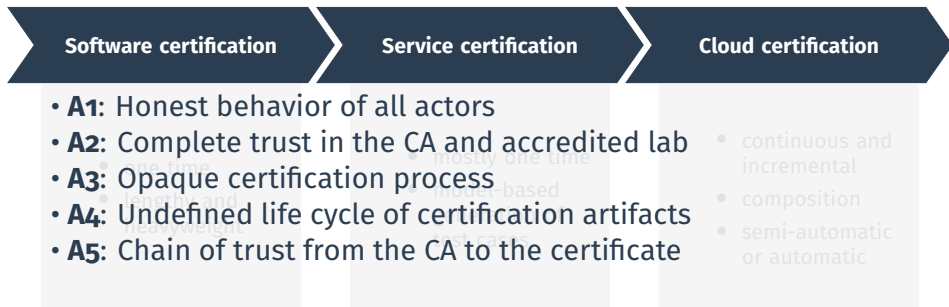 Software certification
Service certification
Cloud certification
• A1: Honest behavior of all actors
• A2: Complete trust in the CA and accredited lab
• A3: Opaque certification process
• A4: Undefined life cycle of certification artifacts
• A5: Chain of trust from the CA to the certificate
• one time
• lengthy and
heavyweight
• mostly one time
• model-based
test cases
• continuous and
incremental
• composition
• semi-automatic
or automatic